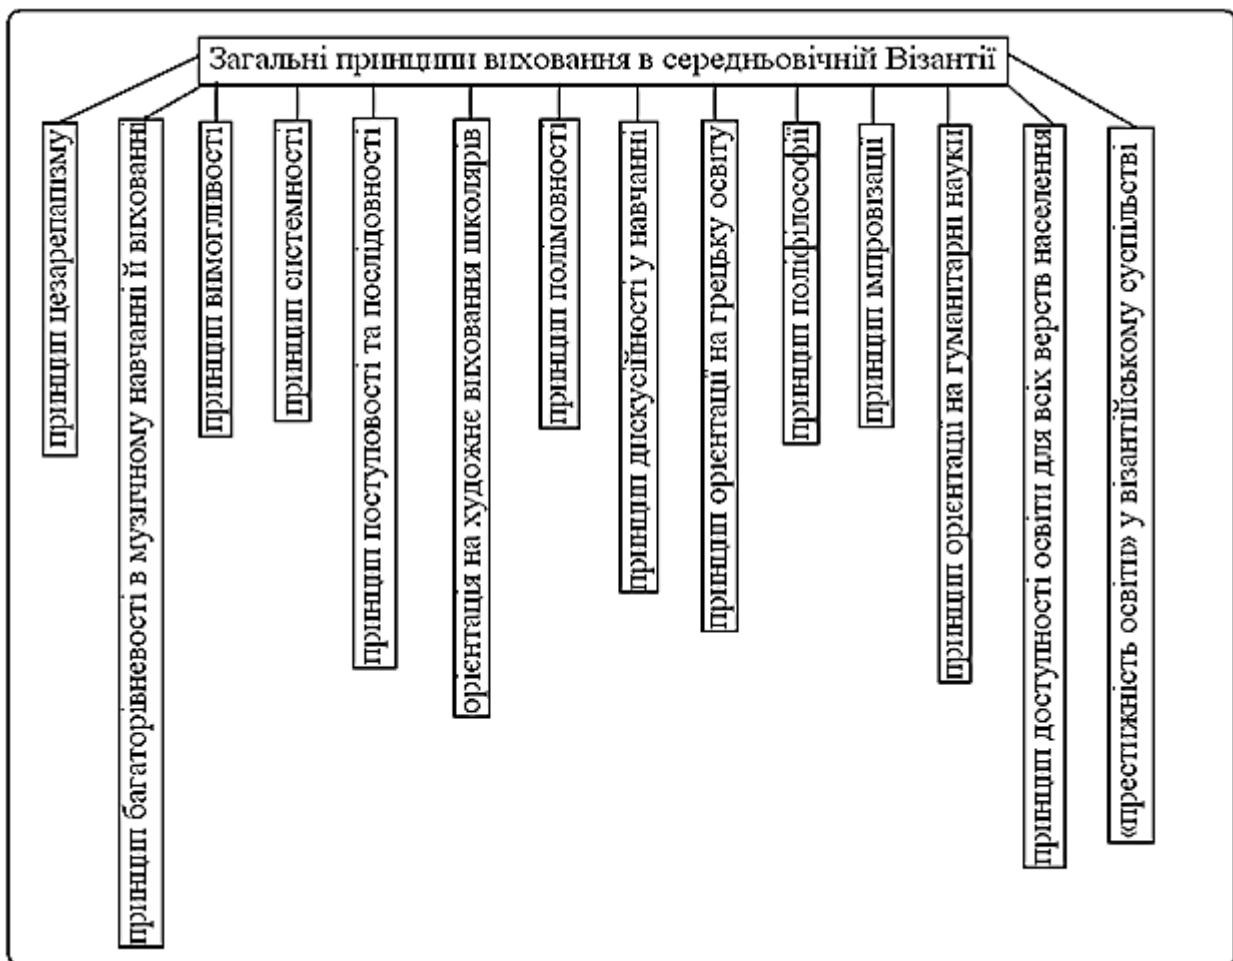 Загальні принципи виховання в середньовічній Візантії
принцип цезарепапізму
принцип багаторівневості в музичному навчанні й вихованні
принцип вимогливості
принцип системності
принцип поступовості та послідовності
орієнтація на художнє виховання школярів
принцип полімовності
принцип дискусійності у навчанні
принцип орієнтації на грецьку освіту
принцип поліфілософії
принцип імпровізації
принцип орієнтації на гуманітарні науки
принцип доступності освіти для всіх верств населення
«престижність освіти» у візантійському суспільстві